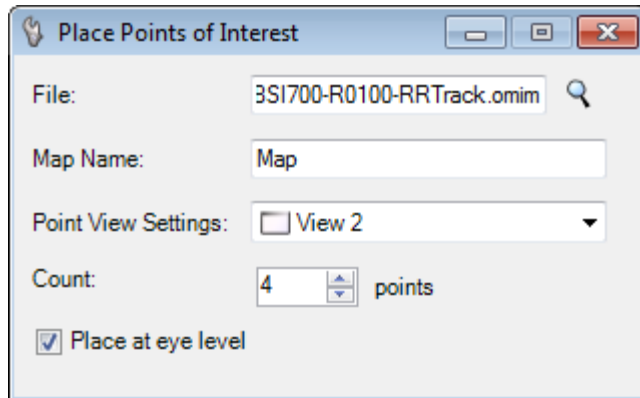 Place Points of Interest
File: BSI700-R0100-RRTrack.omim
Map Name: Map
Point View Settings: View 2
Count: 4 points
Place at eye level